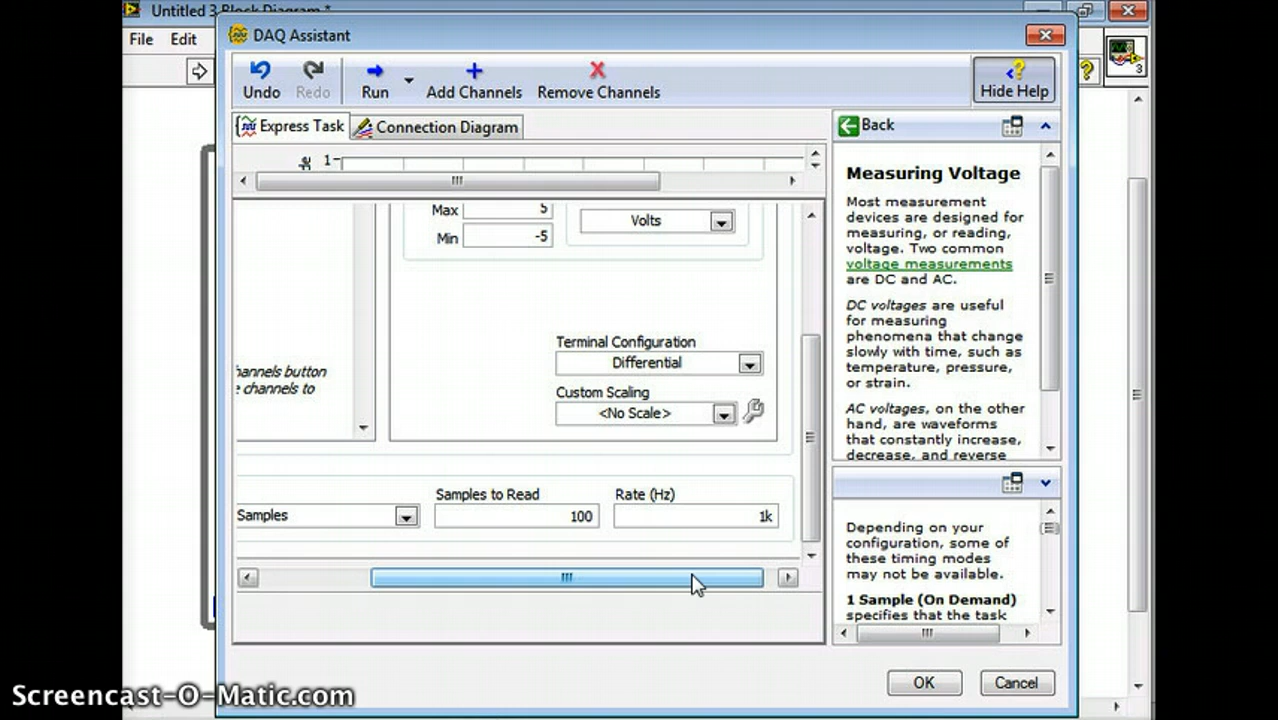 Untitled 3 Block Diagram *
File Edit
DAQ Assistant
Undo Redo Run Add Channels Remove Channels Hide Help
3
Express Task Connection Diagram
Back
1
Measuring Voltage
Most measurement
devices are designed for
measuring, or reading,
voltage. Two common
voltage measurements
are DC and AC.
DC voltages are useful
for measuring
phenomena that change
slowly with time, such as
temperature, pressure,
or strain.
AC voltages, on the other
hand, are waveforms
that constantly increase,
decrease, and reverse
Max 5
Min -5
Volts
Terminal Configuration
Differential
Custom Scaling
<No Scale>
hannels button
channels to
Samples to Read Rate (Hz)
Samples 100 1k
Depending on your
configuration, some of
these timing modes
may not be available.
1 Sample (On Demand)
specifies that the task
OK Cancel
Screencast-O-Matic.com